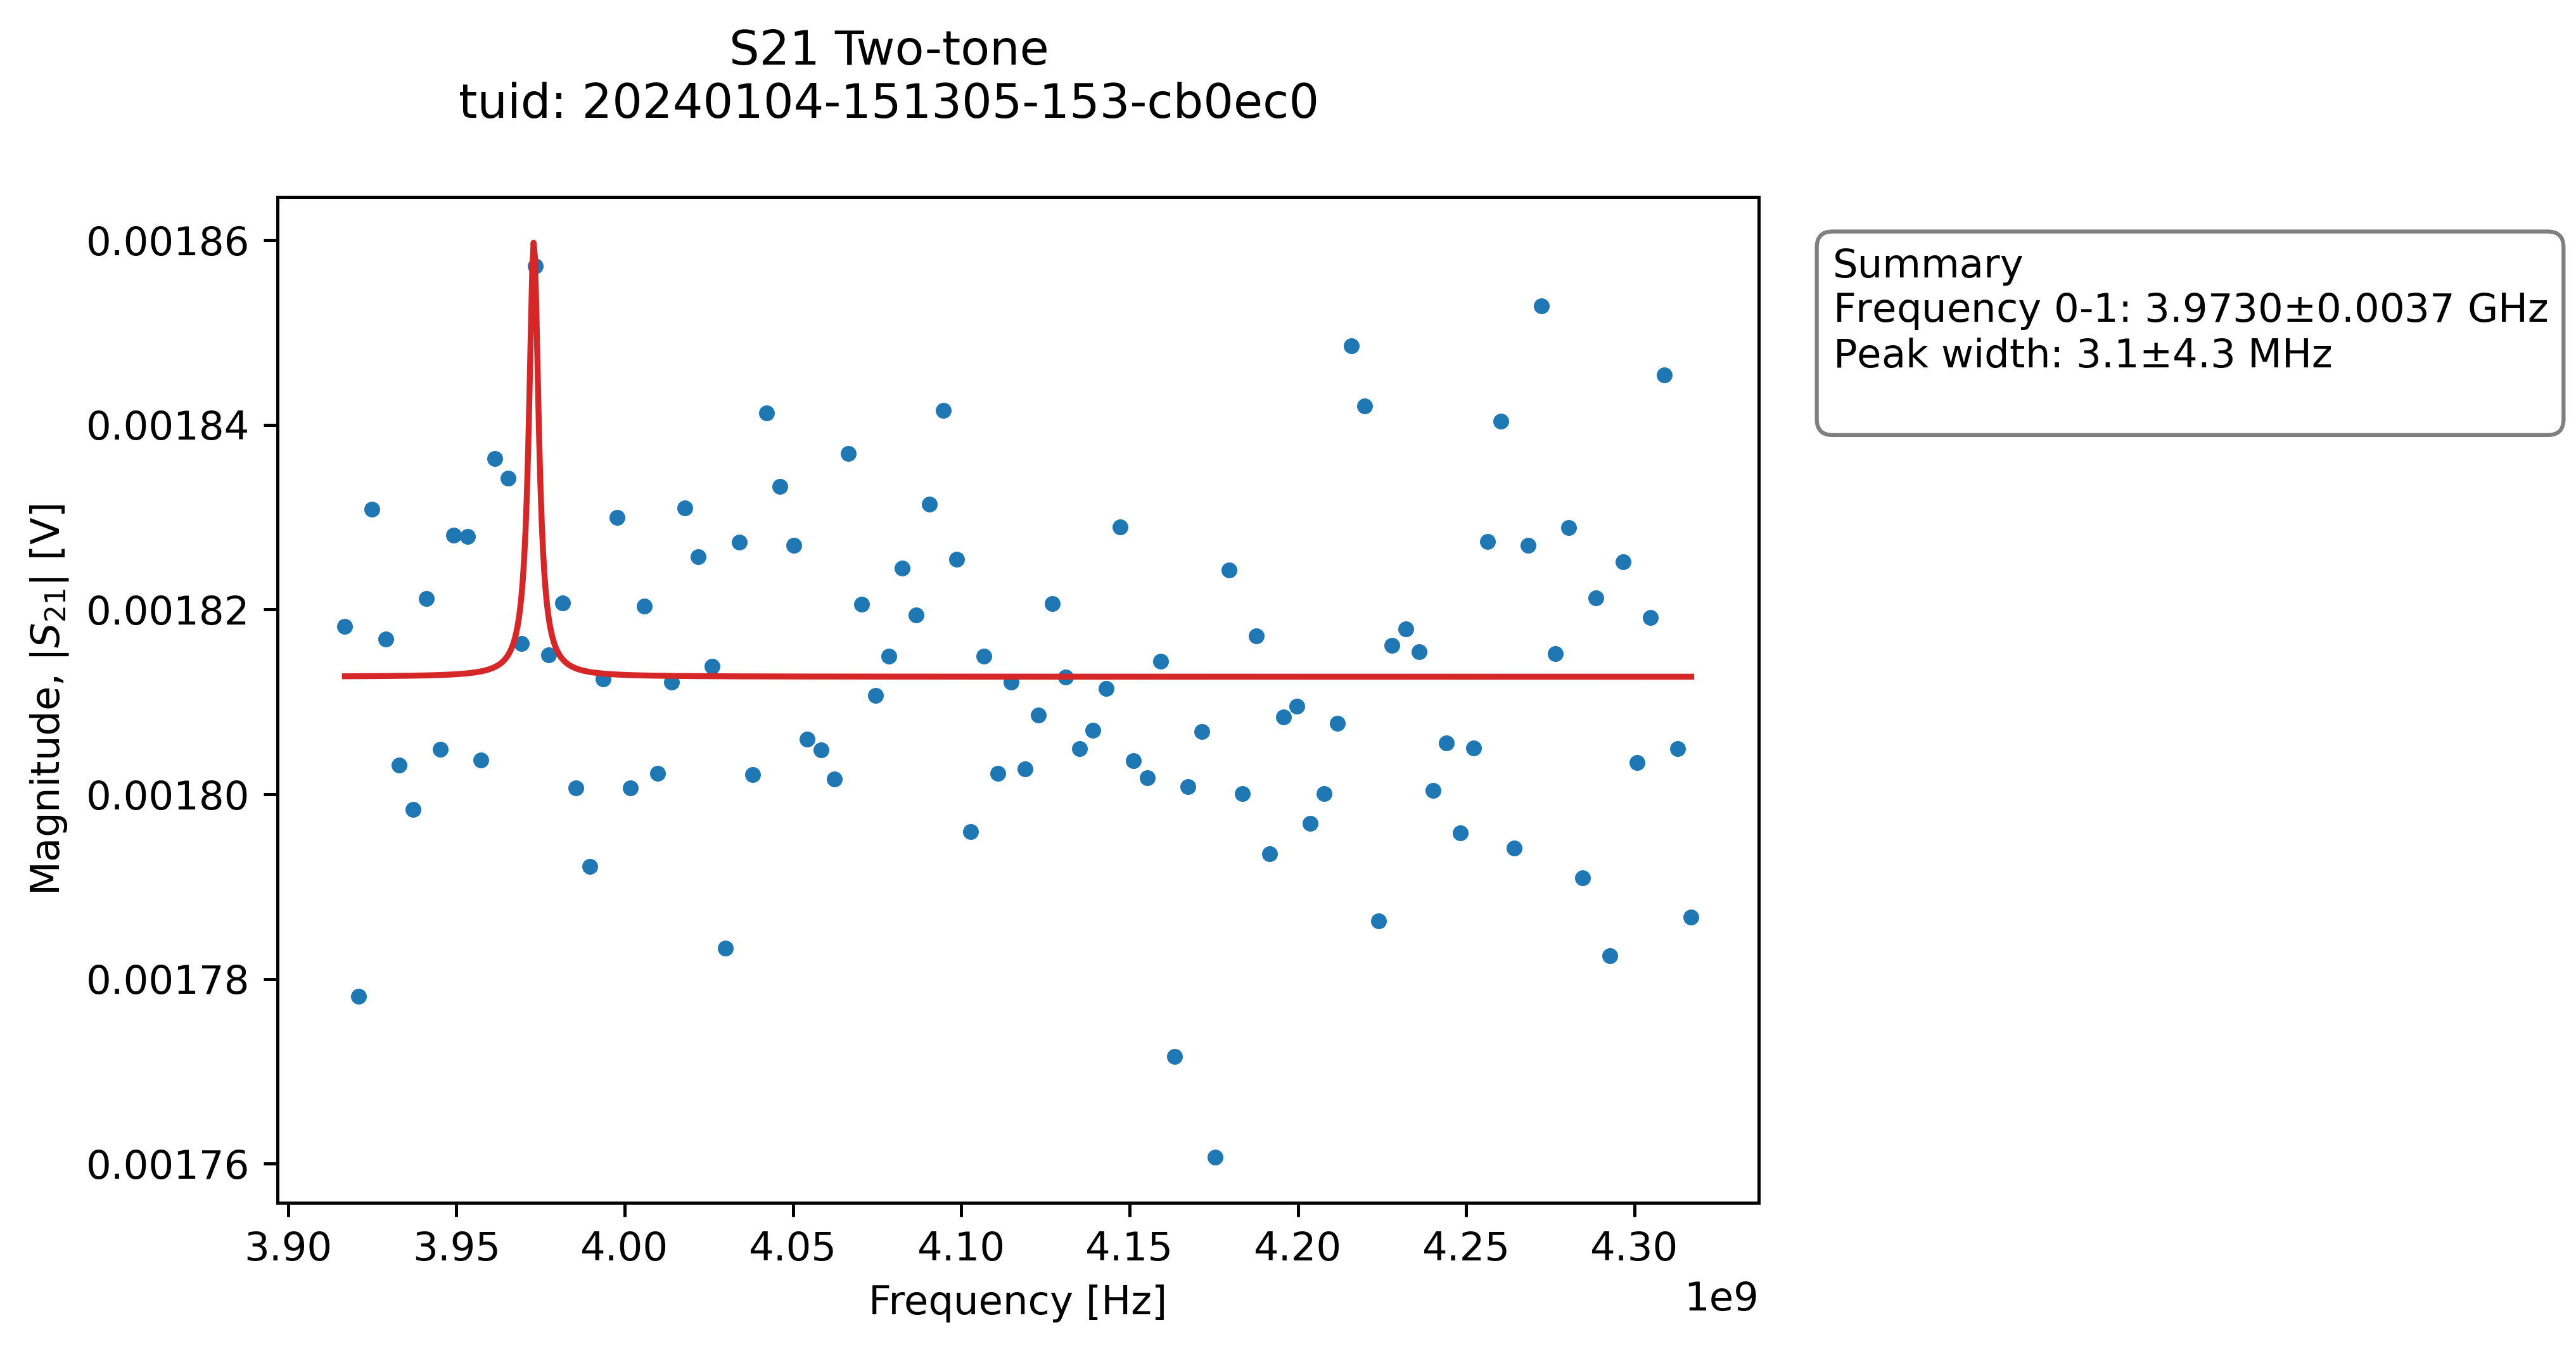 S21 Two-tone
tuid: 20240104-151305-153-cb0ec0
0.00186
0.00184
0.00182
0.00180
0.00178
0.00176
Magnitude, |S21| [V]
3.90 3.95 4.00 4.05 4.10 4.15 4.20 4.25 4.30
1e9
Frequency [Hz]
Summary
Frequency 0-1: 3.9730±0.0037 GHz
Peak width: 3.1±4.3 MHz